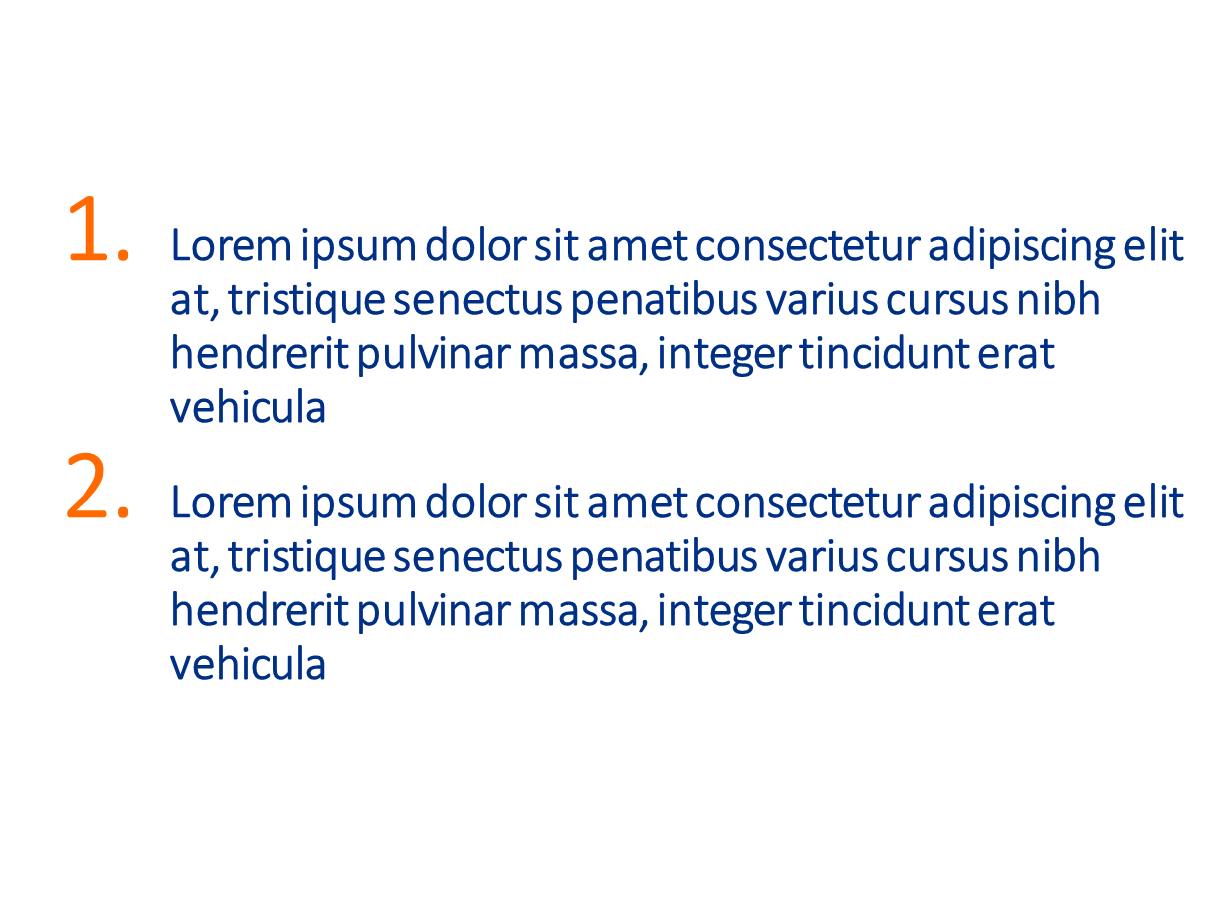 1. Lorem ipsum dolor sit amet consectetur adipiscing elit
at, tristique senectus penatibus varius cursus nibh
hendrerit pulvinar massa, integer tincidunt erat
vehicula
2. Lorem ipsum dolor sit amet consectetur adipiscing elit
at, tristique senectus penatibus varius cursus nibh
hendrerit pulvinar massa, integer tincidunt erat
vehicula